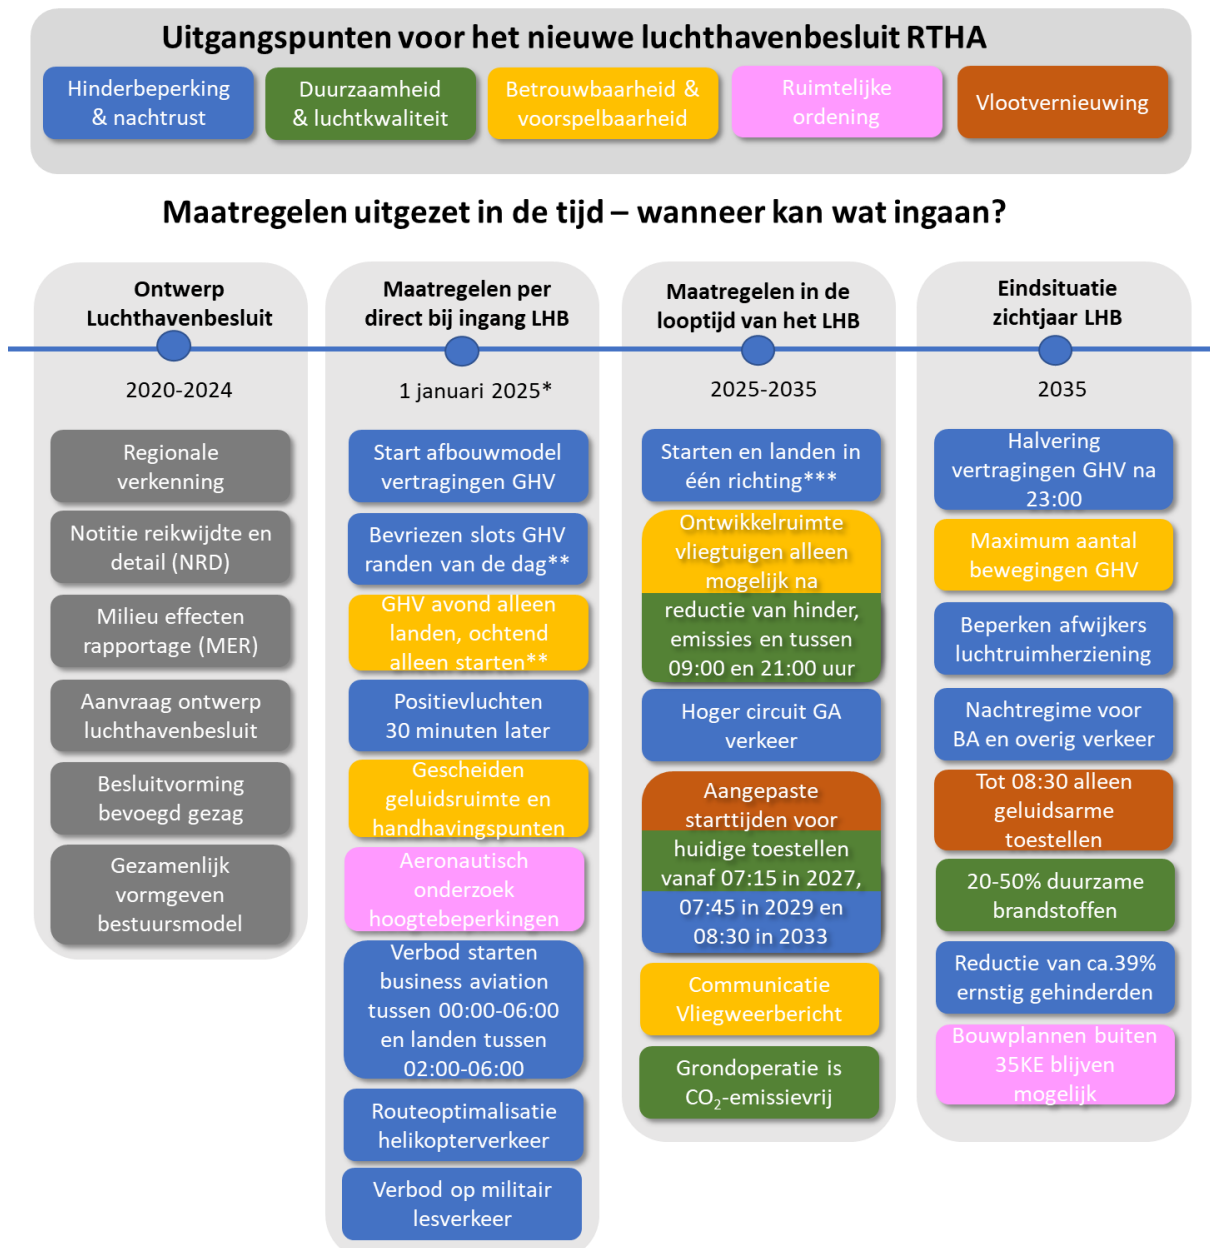 Uitgangspunten voor het nieuwe luchthavenbesluit RTHA
Hinderbeperking
& nachtrust
Duurzaamheid
& luchtkwaliteit
Betrouwbaarheid &
voorspelbaarheid
Ruimtelijke
ordening
Vlootvernieuwing
Maatregelen uitgezet in de tijd – wanneer kan wat ingaan?
Ontwerp
Luchthavenbesluit
2020-2024
Regionale
verkenning
Notitie reikwijdte en
detail (NRD)
Milieu effecten
rapportage (MER)
Aanvraag ontwerp
luchthavenbesluit
Besluitvorming
bevoegd gezag
Gezamenlijk
vormgeven
bestuursmodel
Maatregelen per
direct bij ingang LHB
1 januari 2025*
Start afbouwmodel
vertragingen GHV
Bevriezen slots GHV
randen van de dag**
GHV avond alleen
landen, ochtend
alleen starten**
Positievluchten
30 minuten later
Gescheiden
geluidsruimte en
handhavingspunten
Aeronautisch
onderzoek
hoogtebeperkingen
Verbod starten
business aviation
tussen 00:00-06:00
en landen tussen
02:00-06:00
Routeoptimalisatie
helikopterverkeer
Verbod op militair
lesverkeer
Maatregelen in de
looptijd van het LHB
2025-2035
Starten en landen in
één richting***
Ontwikkelruimte
vliegtuigen alleen
mogelijk na
reductie van hinder,
emissies en tussen
09:00 en 21:00 uur
Hoger circuit GA
verkeer
Aangepaste
starttijden voor
huidige toestellen
vanaf 07:15 in 2027,
07:45 in 2029 en
08:30 in 2033
Communicatie
Vliegweerbericht
Grondoperatie is
CO₂-emissievrij
Eindsituatie
zichtjaar LHB
2035
Halvering
vertragingen GHV na
23:00
Maximum aantal
bewegingen GHV
Beperken afwijkers
luchtruimherziening
Nachtregime voor
BA en overig verkeer
Tot 08:30 alleen
geluidsarme
toestellen
20-50% duurzame
brandstoffen
Reductie van ca.39%
ernstig gehinderden
Bouwplannen buiten
35KE blijven
mogelijk